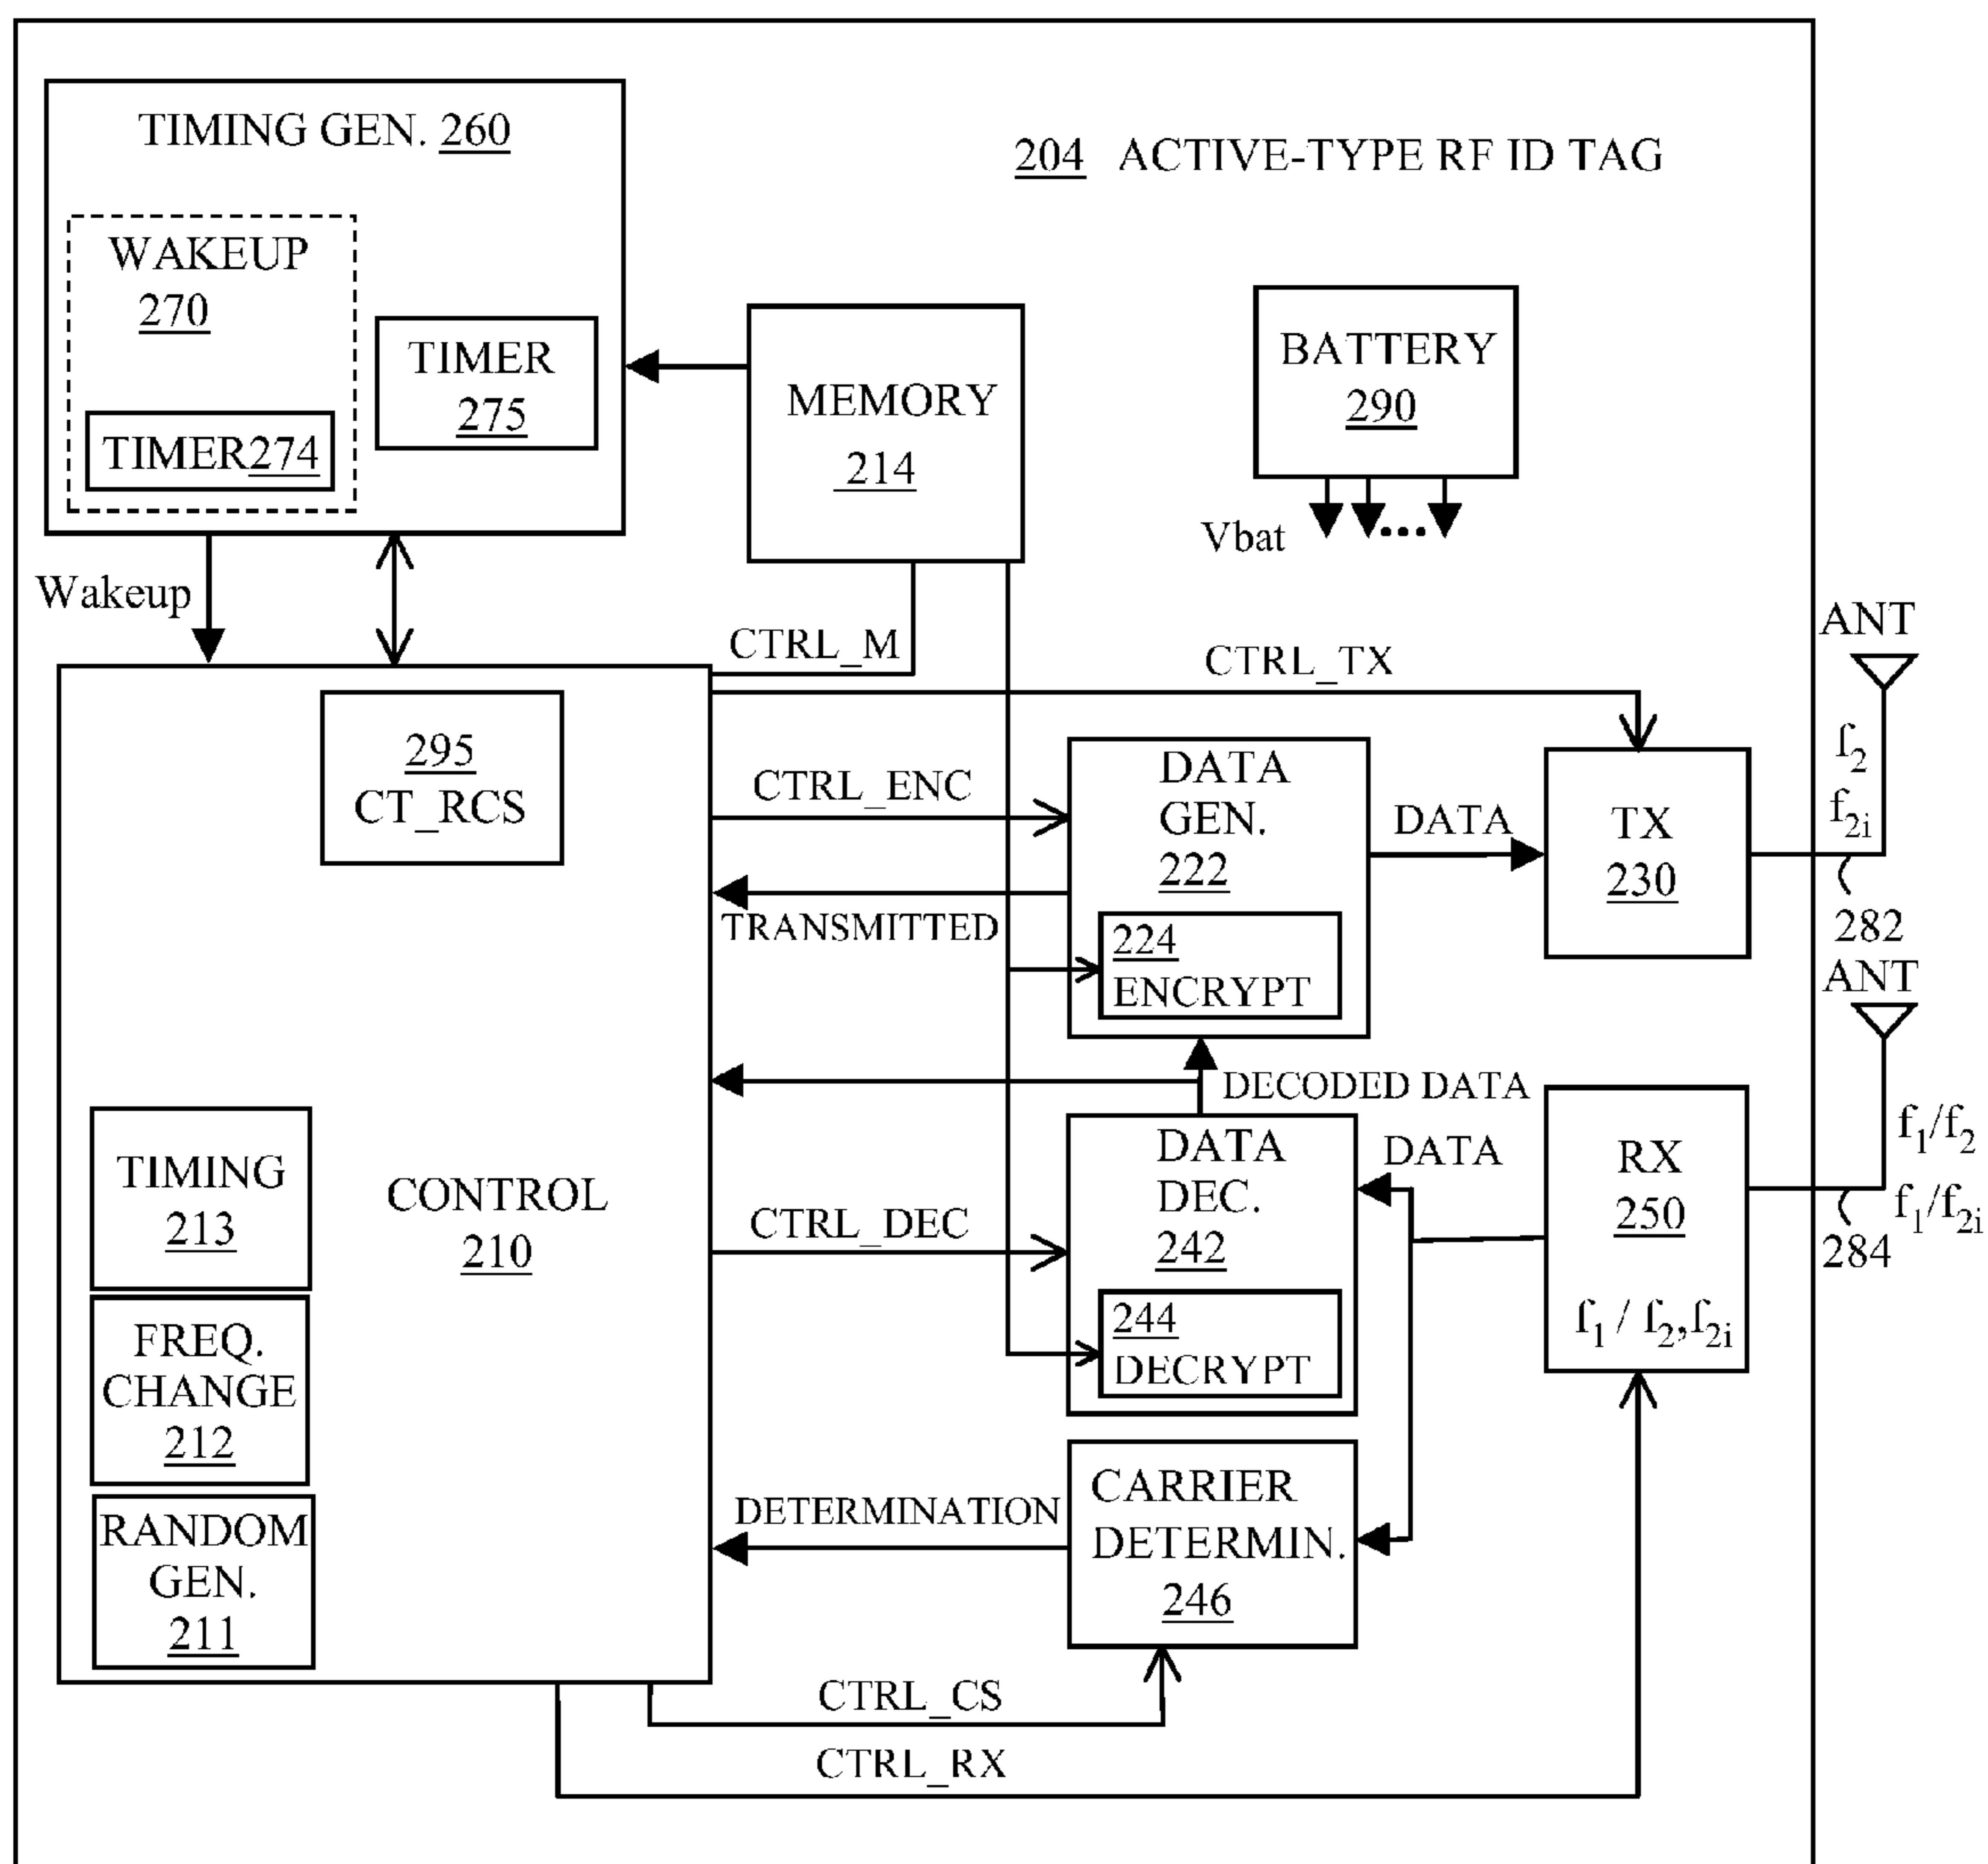 TIMING GEN. 260
204 ACTIVE-TYPE RF ID TAG
WAKEUP
270
TIMER
275
TIMER274
MEMORY
214
BATTERY
290
Vbat
...
Wakeup
CTRL_M
CTRL_TX
ANT
f2
f2i
282
295
CT_RCS
CTRL_ENC
DATA
GEN.
222
DATA
TX
230
TRANSMITTED
224
ENCRYPT
ANT
DECODED DATA
f1/f2
f1/f2i
284
TIMING
213
CONTROL
210
CTRL_DEC
DATA
DEC.
242
DATA
RX
250
f1 / f2,f2i
244
DECRYPT
FREQ.
CHANGE
212
RANDOM
GEN.
211
DETERMINATION
CARRIER
DETERMIN.
246
CTRL_CS
CTRL_RX